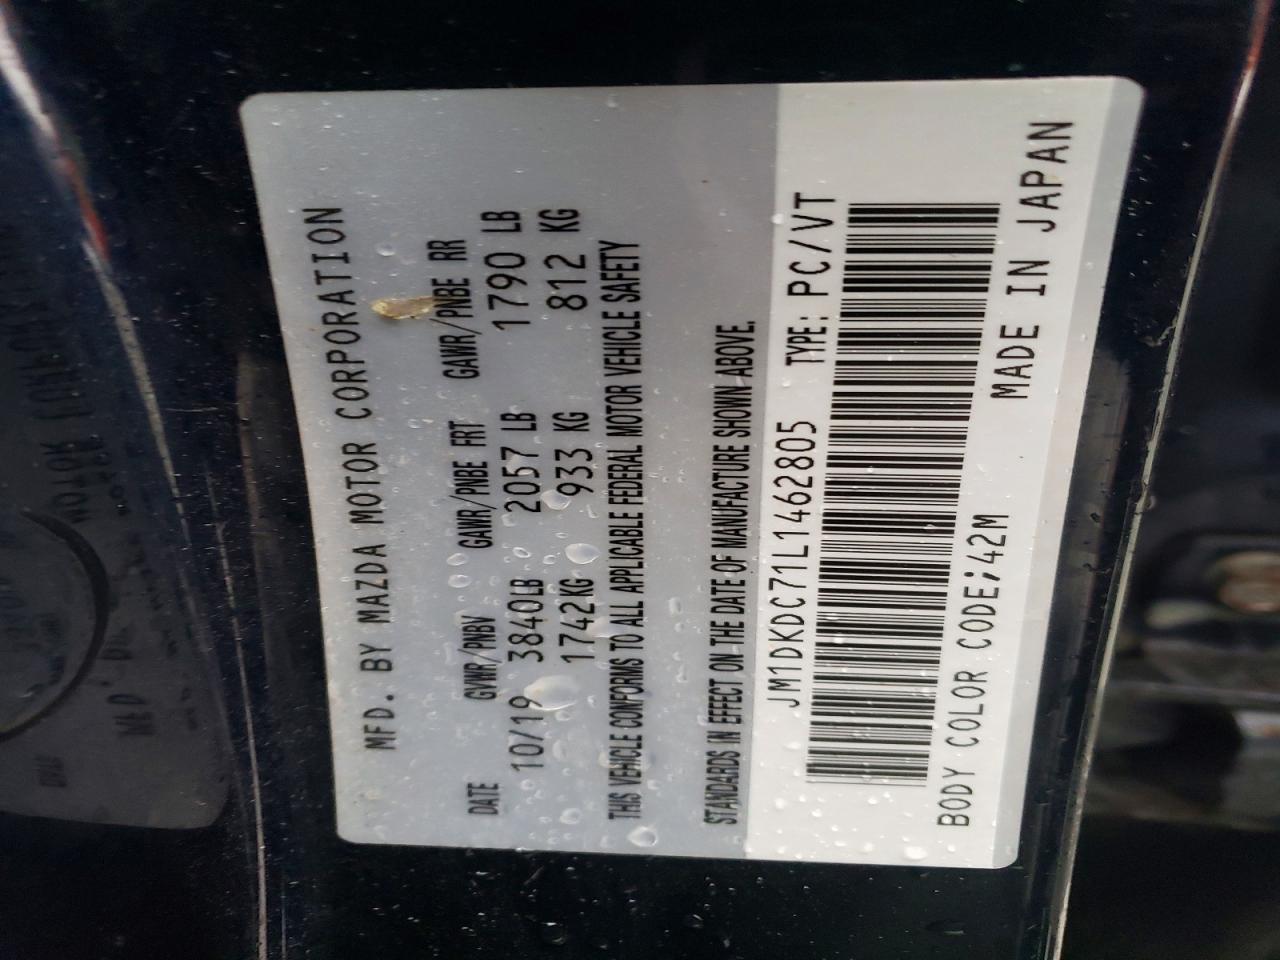 MFD. BY MAZDA MOTOR CORPORATION
DATE GVWR/PNBV GAWR/PNBE FRT GAWR/PNBE RR
10/19 3840LB 2057 LB 1790 LB
1742KG 933 KG 812 KG
THIS VEHICLE CONFORMS TO ALL APPLICABLE FEDERAL MOTOR VEHICLE SAFETY
STANDARDS IN EFFECT ON THE DATE OF MANUFACTURE SHOWN ABOVE.
JM1DKDC71L1462805 TYPE: PC/VT
BODY COLOR CODE;42M MADE IN JAPAN